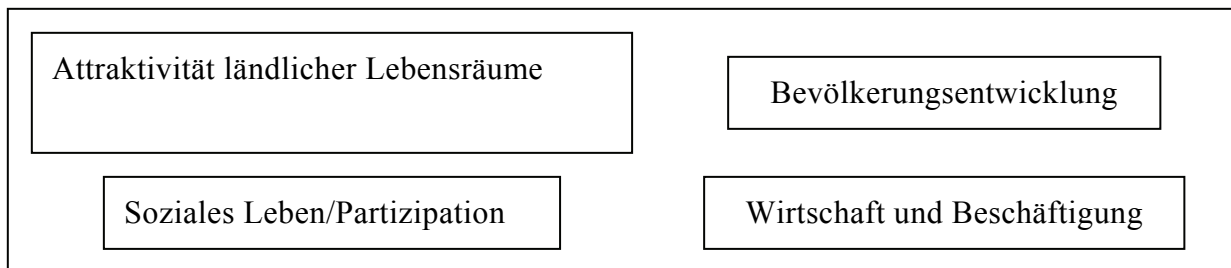 Attraktivität ländlicher Lebensräume
Bevölkerungsentwicklung
Soziales Leben/Partizipation
Wirtschaft und Beschäftigung